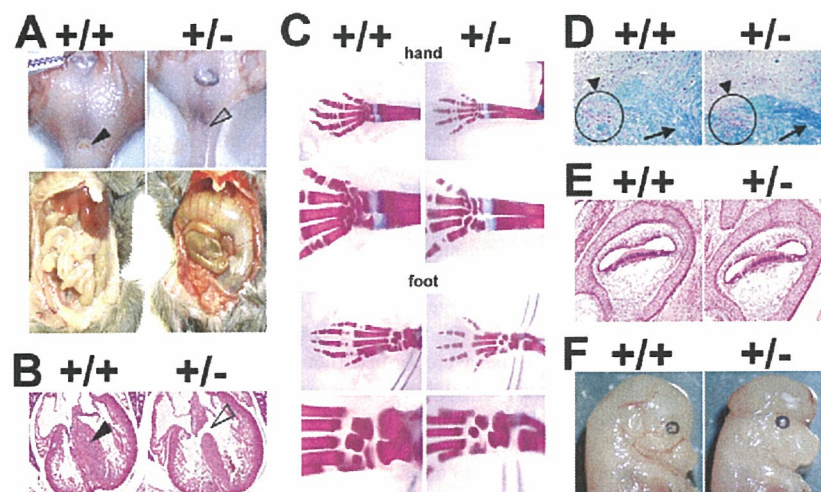 A +/+ +/-
B +/+ +/-
C +/+ hand +/-
foot
D +/+ +/-
E +/+ +/-
F +/+ +/-